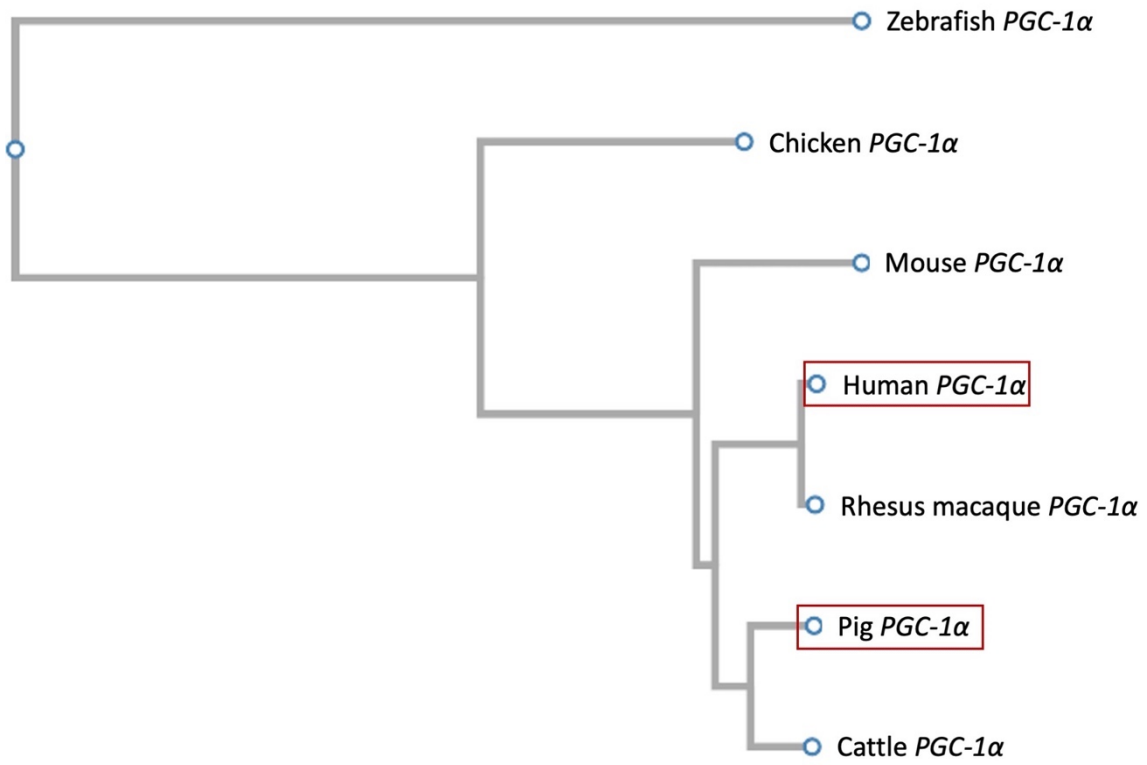 Zebrafish PGC-1α
Chicken PGC-1α
Mouse PGC-1α
Human PGC-1α
Rhesus macaque PGC-1α
Pig PGC-1α
Cattle PGC-1α